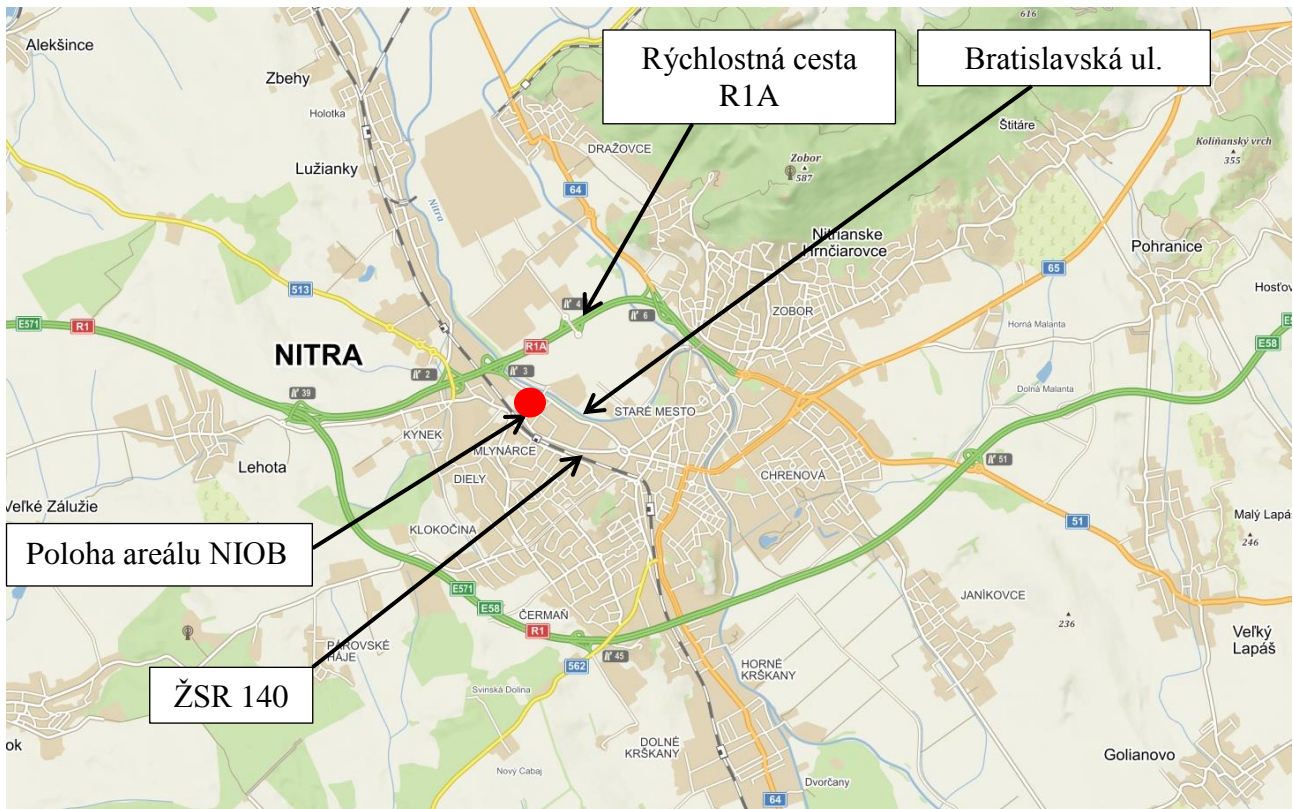 Alekšince
Zbehy
Holotka
Lužianky
Nitra
513
E571
R1
NITRA
39
2
R1A
3
4
6
64
DRAŽOVCE
Rýchlostná cesta
R1A
Bratislavská ul.
616
Zobor
587
Štitáre
Kolíňanský vrch
355
Nitrianske
Hrnčiarovce
Pohranice
Hosťov
65
ZOBOR
Horná Malanta
Dolná Malanta
E58
STARÉ MESTO
KYNEK
MLYNÁRCE
DIELY
Lehota
Veľké Zálužie
KLOKOČINA
CHRENOVÁ
51
51
Malý Lapáš
246
Poloha areálu NIOB
E571
E58
R1
ČERMÁŇ
45
562
PÁROVSKÉ
HÁJE
JANÍKOVCE
236
Veľký
Lapáš
ŽSR 140
Svinská Dolina
HORNÉ
KRŠKANY
DOLNÉ
KRŠKANY
Nový Cabaj
Dvorčany
64
Golianovo
ok